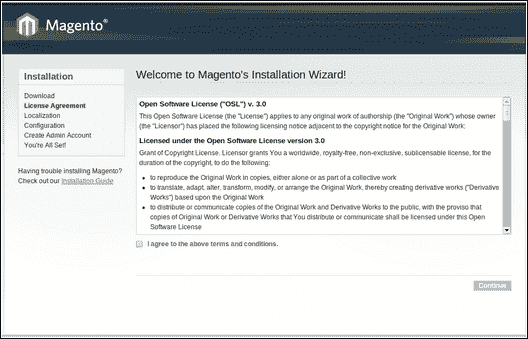 Magento®
Installation
Download
License Agreement
Localization
Configuration
Create Admin Account
You're All Set!
Having trouble installing Magento?
Check out our Installation Guide
Welcome to Magento's Installation Wizard!
Open Software License ("OSL") v. 3.0
This Open Software License (the "License") applies to any original work of authorship (the "Original Work") whose owner
(the "Licensor") has placed the following licensing notice adjacent to the copyright notice for the Original Work:
Licensed under the Open Software License version 3.0
Grant of Copyright License. Licensor grants You a worldwide, royalty-free, non-exclusive, sublicensable license, for the
duration of the copyright, to do the following:
• to reproduce the Original Work in copies, either alone or as part of a collective work
• to translate, adapt, alter, transform, modify, or arrange the Original Work, thereby creating derivative works ("Derivative
Works") based upon the Original Work
• to distribute or communicate copies of the Original Work and Derivative Works to the public, with the proviso that
copies of Original Work or Derivative Works that You distribute or communicate shall be licensed under this Open
Software License
I agree to the above terms and conditions.
Continue